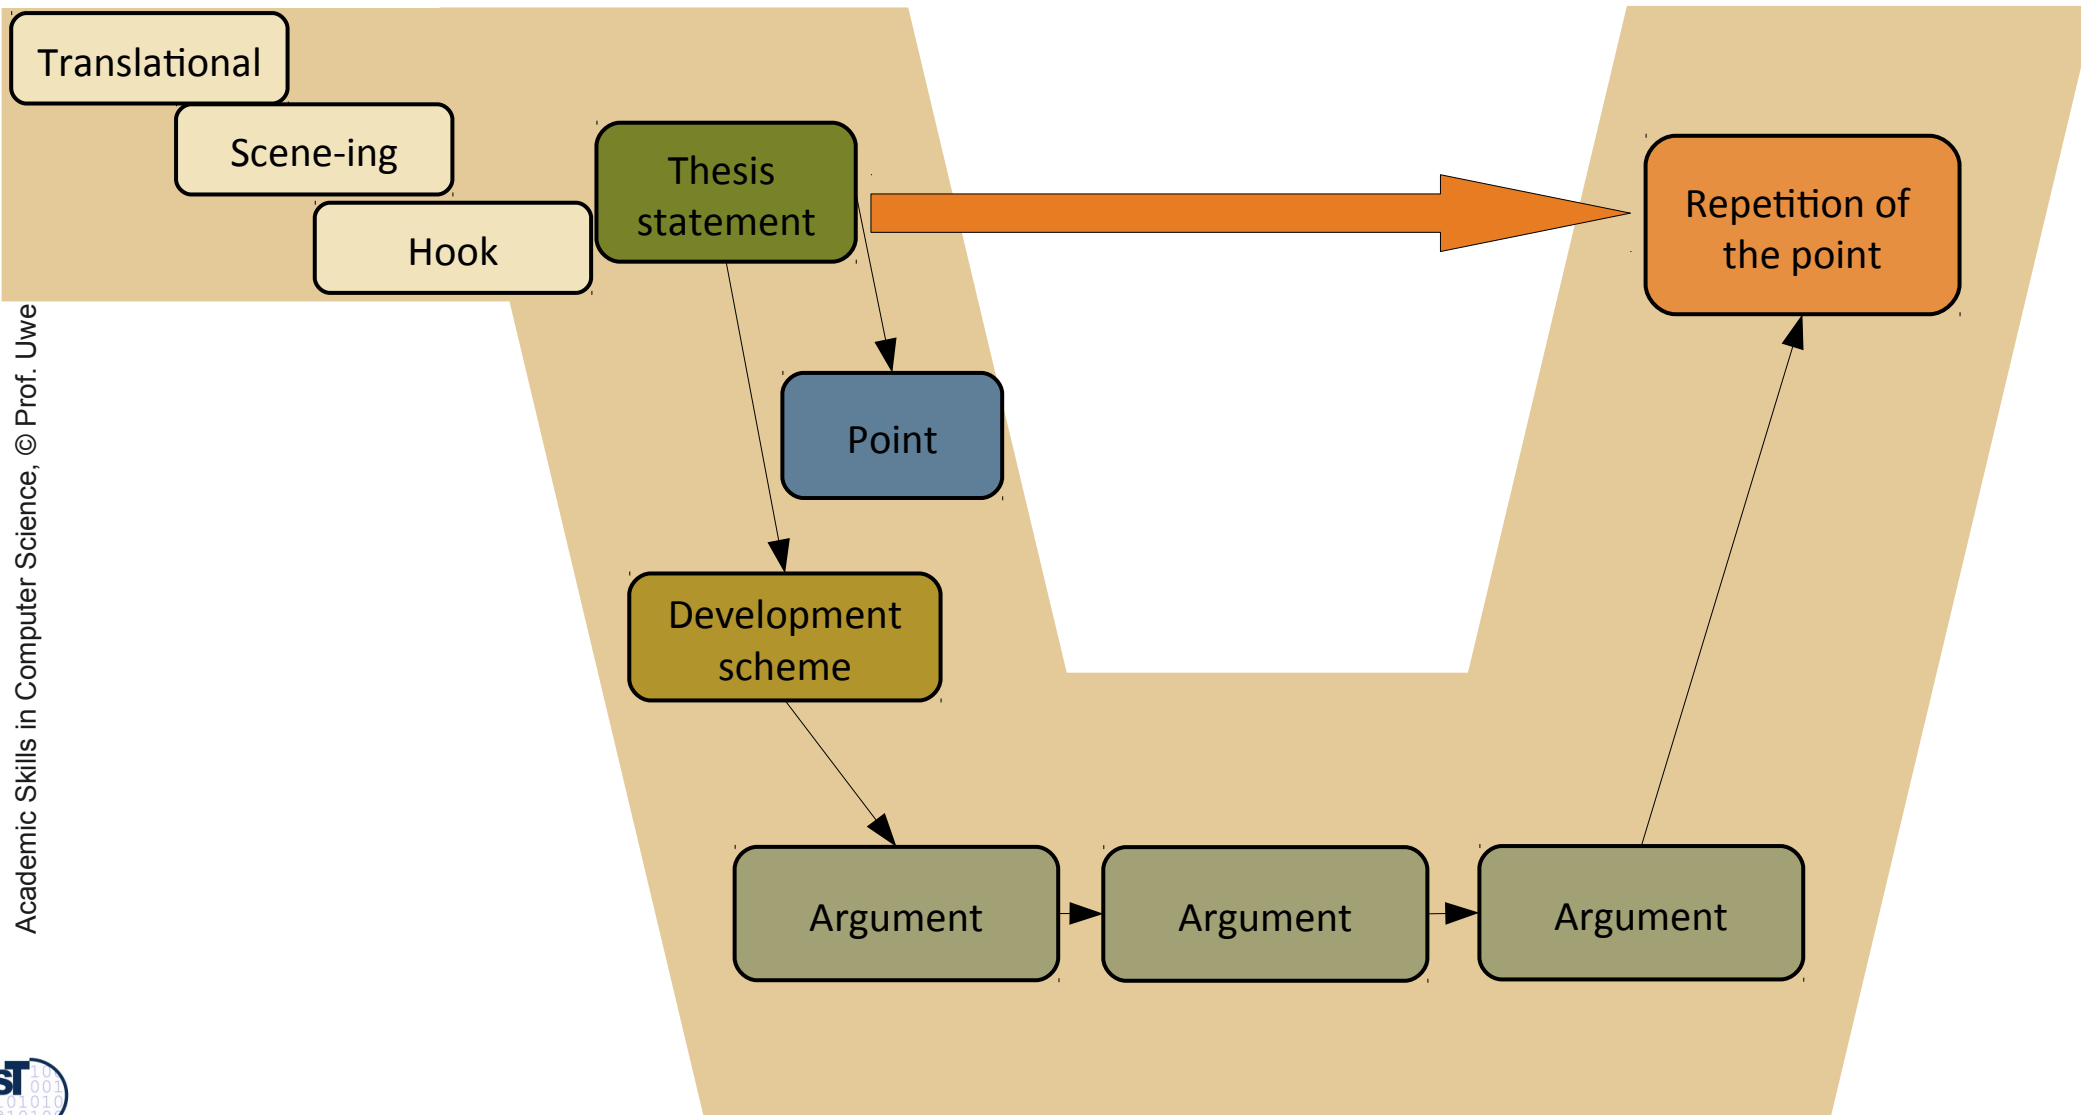 Translational
Scene-ing
Hook
Thesis
statement
Repetition of
the point
Point
Development
scheme
Argument
Argument
Argument
Academic Skills in Computer Science, © Prof. Uwe
sT